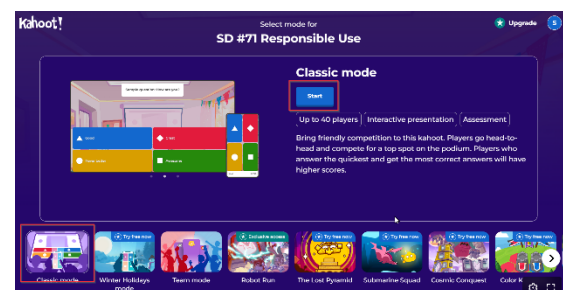 Kahoot!
Select mode for
Upgrade
S
SD #71 Responsible Use
Classic mode
Start
Up to 40 players
Interactive presentation
Assessment
Bring friendly competition to this kahoot. Players go head-to-
head and compete for a top spot on the podium. Players who
answer the quickest and get the most correct answers will have
higher scores.
Try free now
Exclusive access
Try free now
Try free now
Try free now
Try free now
Classic mode
Winter Holidays
mode
Team mode
Robot Run
The Lost Pyramid
Submarine Squad
Cosmic Conquest
Color K